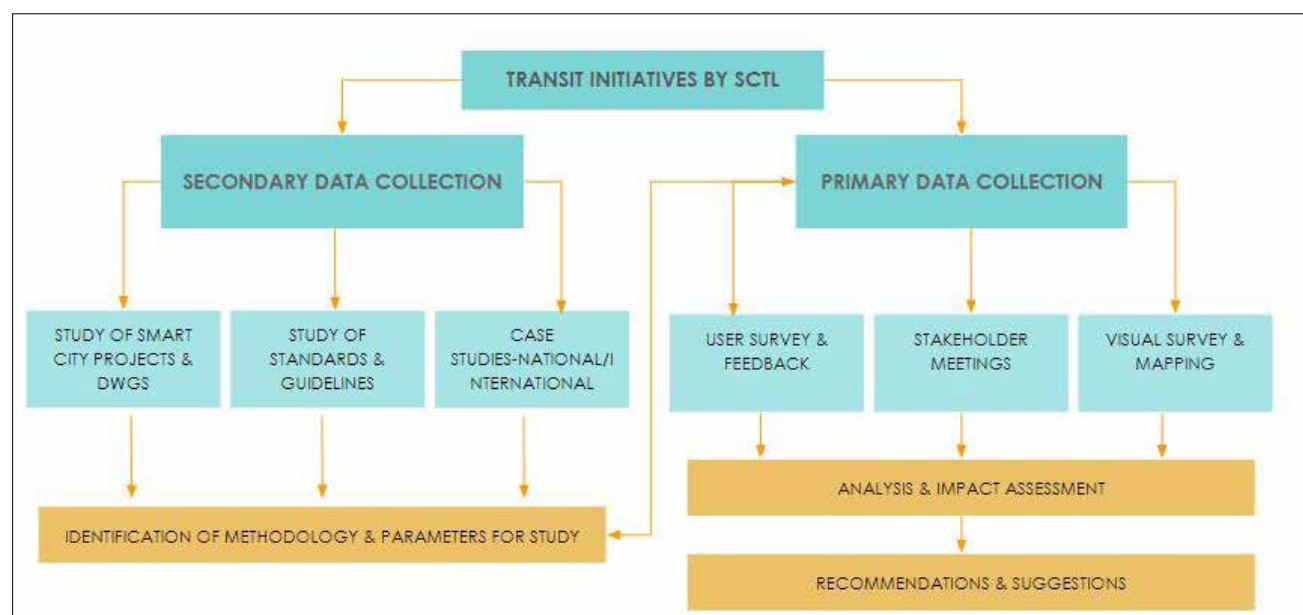 TRANSIT INITIATIVES BY SCTL
SECONDARY DATA COLLECTION
PRIMARY DATA COLLECTION
STUDY OF SMART
CITY PROJECTS &
DWGS
STUDY OF
STANDARDS &
GUIDELINES
CASE
STUDIES-NATIONAL/I
NTERNATIONAL
USER SURVEY &
FEEDBACK
STAKEHOLDER
MEETINGS
VISUAL SURVEY &
MAPPING
IDENTIFICATION OF METHODOLOGY & PARAMETERS FOR STUDY
ANALYSIS & IMPACT ASSESSMENT
RECOMMENDATIONS & SUGGESTIONS